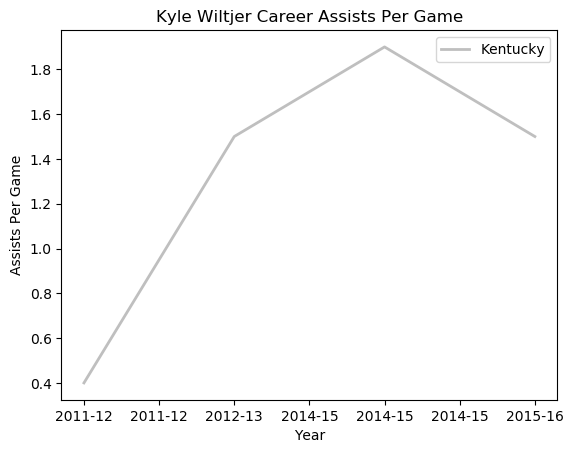 Kyle Wiltjer Career Assists Per Game
Kentucky
1.8
1.6
1.4
1.2
1.0
0.8
0.6
0.4
Assists Per Game
2011-12 2011-12 2012-13 2014-15 2014-15 2014-15 2015-16
Year